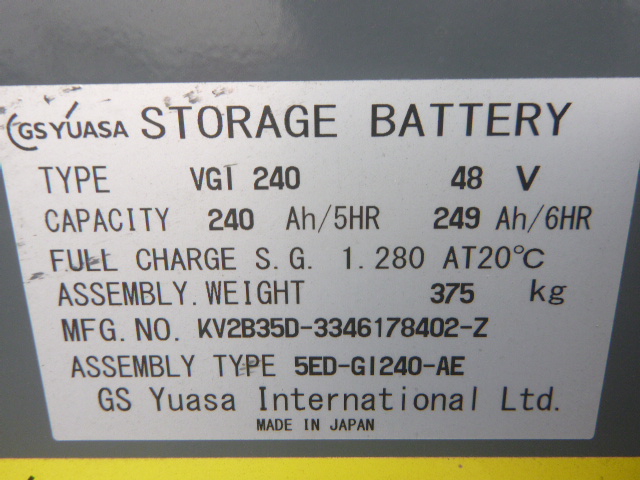 GS YUASA STORAGE BATTERY
TYPE VGI 240 48 V
CAPACITY 240 Ah/5HR 249 Ah/6HR
FULL CHARGE S.G. 1.280 AT20℃
ASSEMBLY.WEIGHT 375 kg
MFG.NO. KV2B35D-3346178402-Z
ASSEMBLY TYPE 5ED-GI240-AE
GS Yuasa International Ltd.
MADE IN JAPAN